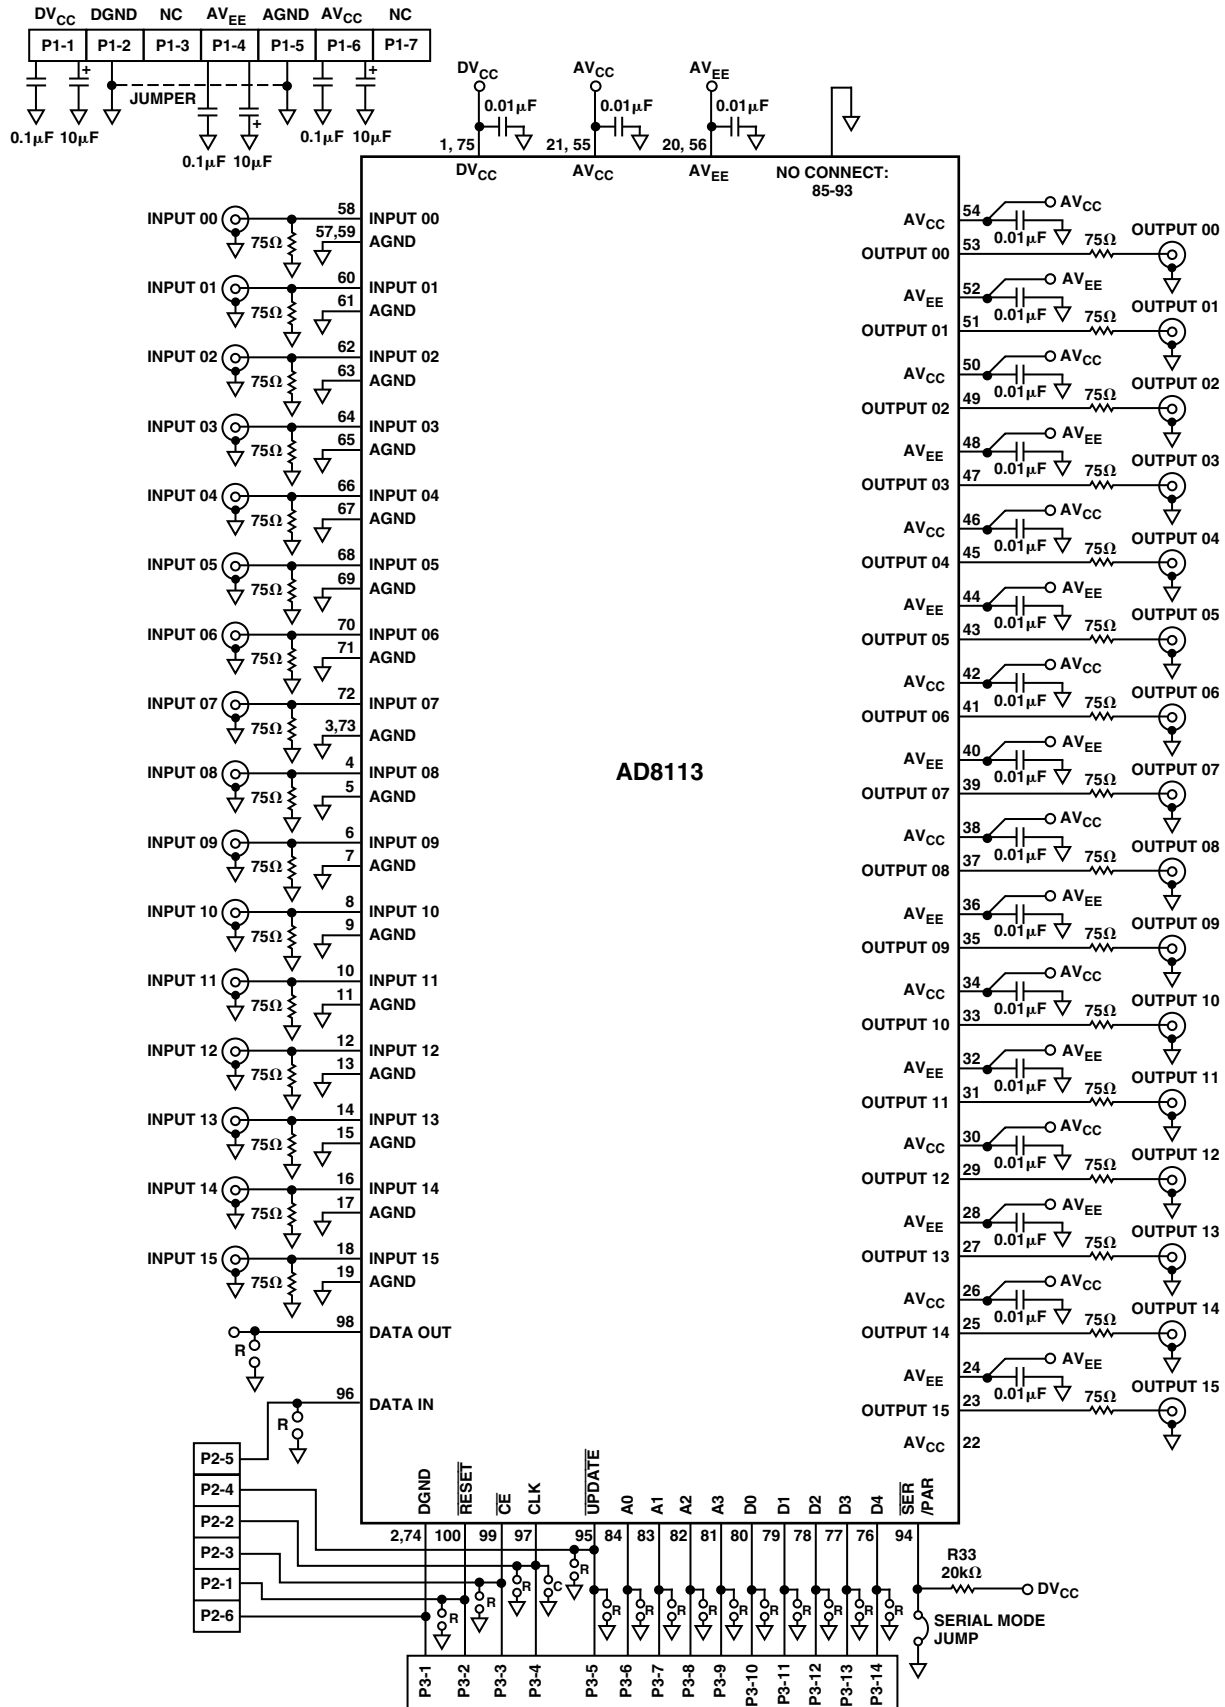 DVCC DGND NC AVEE AGND AVCC NC
P1-1 P1-2 P1-3 P1-4 P1-5 P1-6 P1-7
+ + +
JUMPER
0.1µF 10µF 0.1µF 10µF 0.1µF 10µF
DVCC AVCC AVEE
0.01µF 0.01µF 0.01µF
1, 75 21, 55 20, 56
DVCC AVCC AVEE NO CONNECT:
85-93
INPUT 00 58 INPUT 00
75Ω 57,59 AGND
INPUT 01 60 INPUT 01
75Ω 61 AGND
INPUT 02 62 INPUT 02
75Ω 63 AGND
INPUT 03 64 INPUT 03
75Ω 65 AGND
INPUT 04 66 INPUT 04
75Ω 67 AGND
INPUT 05 68 INPUT 05
75Ω 69 AGND
INPUT 06 70 INPUT 06
75Ω 71 AGND
INPUT 07 72 INPUT 07
75Ω 3,73 AGND
INPUT 08 4 INPUT 08
75Ω 5 AGND
INPUT 09 6 INPUT 09
75Ω 7 AGND
INPUT 10 8 INPUT 10
75Ω 9 AGND
INPUT 11 10 INPUT 11
75Ω 11 AGND
INPUT 12 12 INPUT 12
75Ω 13 AGND
INPUT 13 14 INPUT 13
75Ω 15 AGND
INPUT 14 16 INPUT 14
75Ω 17 AGND
INPUT 15 18 INPUT 15
75Ω 19 AGND
98 DATA OUT
R
96 DATA IN
R
AD8113
AVCC 54 0.01µF AVCC
OUTPUT 00 53 75Ω OUTPUT 00
AVEE 52 0.01µF AVEE
OUTPUT 01 51 75Ω OUTPUT 01
AVCC 50 0.01µF AVCC
OUTPUT 02 49 75Ω OUTPUT 02
AVEE 48 0.01µF AVEE
OUTPUT 03 47 75Ω OUTPUT 03
AVCC 46 0.01µF AVCC
OUTPUT 04 45 75Ω OUTPUT 04
AVEE 44 0.01µF AVEE
OUTPUT 05 43 75Ω OUTPUT 05
AVCC 42 0.01µF AVCC
OUTPUT 06 41 75Ω OUTPUT 06
AVEE 40 0.01µF AVEE
OUTPUT 07 39 75Ω OUTPUT 07
AVCC 38 0.01µF AVCC
OUTPUT 08 37 75Ω OUTPUT 08
AVEE 36 0.01µF AVEE
OUTPUT 09 35 75Ω OUTPUT 09
AVCC 34 0.01µF AVCC
OUTPUT 10 33 75Ω OUTPUT 10
AVEE 32 0.01µF AVEE
OUTPUT 11 31 75Ω OUTPUT 11
AVCC 30 0.01µF AVCC
OUTPUT 12 29 75Ω OUTPUT 12
AVEE 28 0.01µF AVEE
OUTPUT 13 27 75Ω OUTPUT 13
AVCC 26 0.01µF AVCC
OUTPUT 14 25 75Ω OUTPUT 14
AVEE 24 0.01µF AVEE
OUTPUT 15 23 75Ω OUTPUT 15
AVCC 22
P2-5
P2-4
P2-2
P2-3
P2-1
P2-6
DGND RESET CE CLK UPDATE A0 A1 A2 A3 D0 D1 D2 D3 D4 SER
/PAR
2,74 100 99 97 95 84 83 82 81 80 79 78 77 76 94
R33
20kΩ
DVCC
R R R C R
R R R R R R R R R R
SERIAL MODE
JUMP
P3-1 P3-2 P3-3 P3-4 P3-5 P3-6 P3-7 P3-8 P3-9 P3-10 P3-11 P3-12 P3-13 P3-14